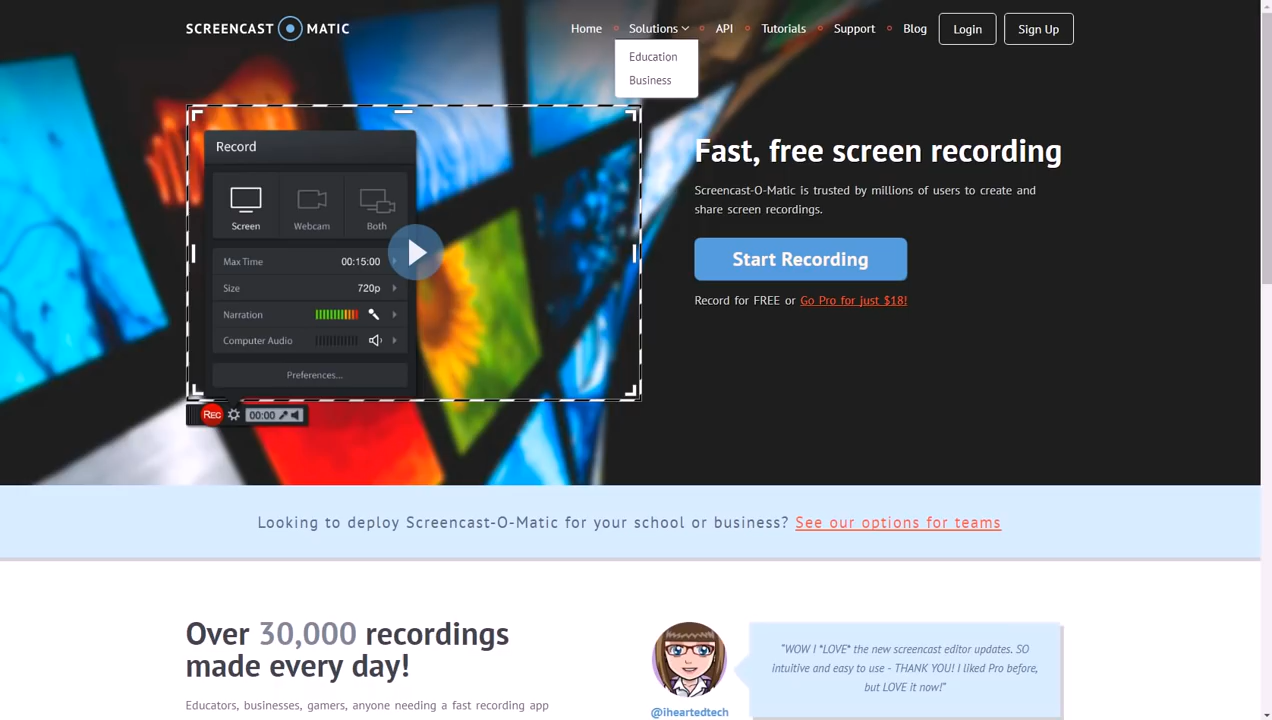 SCREENCAST O MATIC
Home Solutions API Tutorials Support Blog Login Sign Up
Education
Business
Record
Screen Webcam Both
Max Time 00:15:00
Size 720p
Narration
Computer Audio
Preferences...
REC 00:00
Fast, free screen recording
Screencast-O-Matic is trusted by millions of users to create and
share screen recordings.
Start Recording
Record for FREE or Go Pro for just $18!
Looking to deploy Screencast-O-Matic for your school or business? See our options for teams
Over 30,000 recordings
made every day!
Educators, businesses, gamers, anyone needing a fast recording app
"WOW I *LOVE* the new screencast editor updates. SO
intuitive and easy to use - THANK YOU! I liked Pro before,
but LOVE it now!"
@iheartedtech